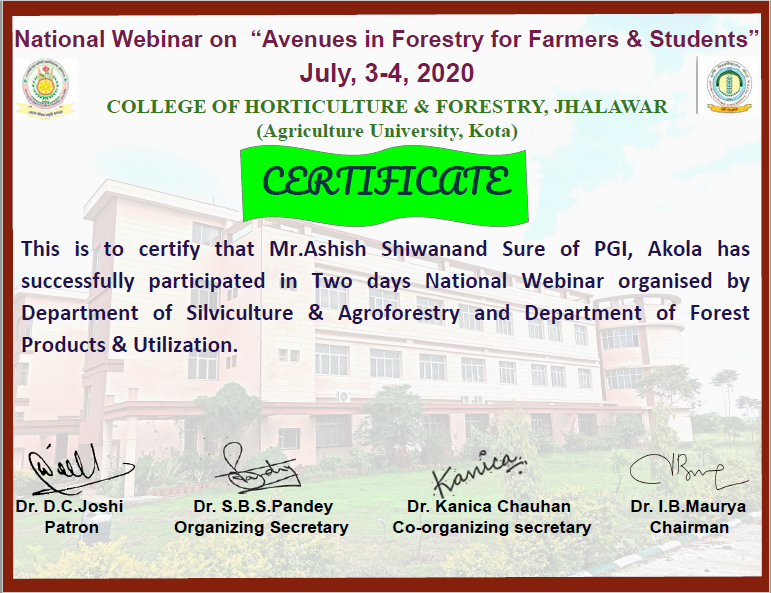 National Webinar on “Avenues in Forestry for Farmers & Students”
July, 3-4, 2020
COLLEGE OF HORTICULTURE & FORESTRY, JHALAWAR
(Agriculture University, Kota)
CERTIFICATE
This is to certify that Mr.Ashish Shiwanand Sure of PGI, Akola has
successfully participated in Two days National Webinar organised by
Department of Silviculture & Agroforestry and Department of Forest
Products & Utilization.
Kanica
Dr. D.C.Joshi Dr. S.B.S.Pandey Dr. Kanica Chauhan Dr. I.B.Maurya
Patron Organizing Secretary Co-organizing secretary Chairman